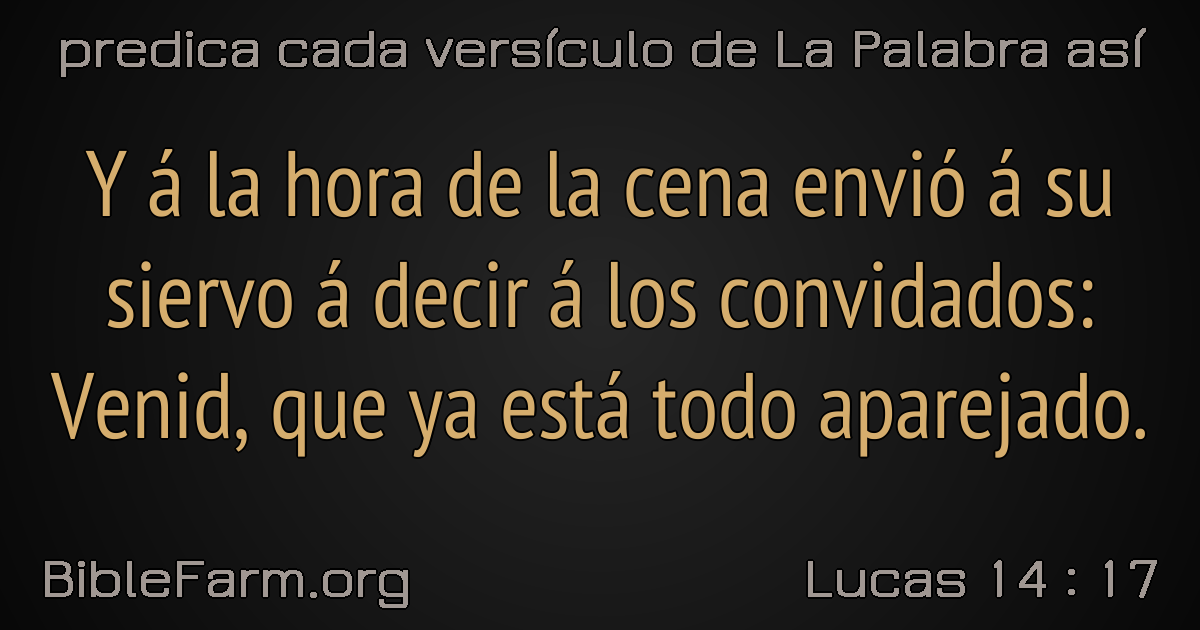 predica cada versículo de La Palabra así
Y á la hora de la cena envió á su
siervo á decir á los convidados:
Venid, que ya está todo aparejado.
BibleFarm.org
Lucas 14 : 17